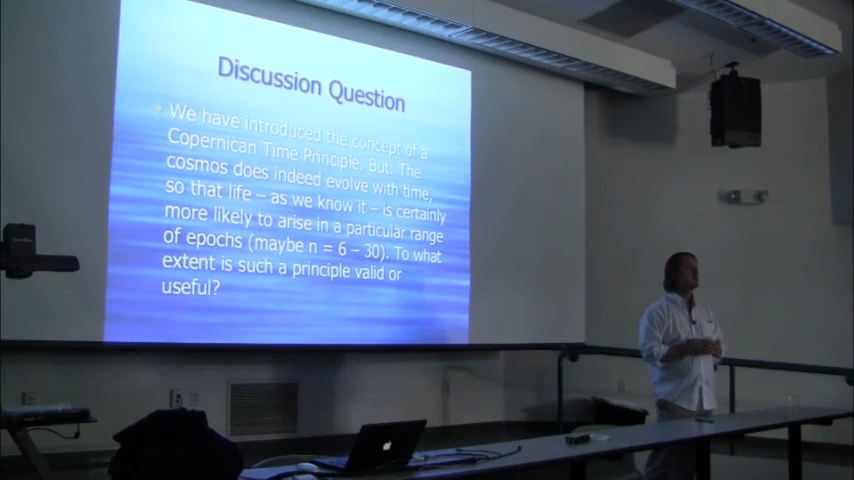 Discussion Question
We have introduced the concept of a
Copernican Time Principle. But: The
cosmos does indeed evolve with time,
so that life – as we know it – is certainly
more likely to arise in a particular range
of epochs (maybe n = 6 – 30). To what
extent is such a principle valid or
useful?